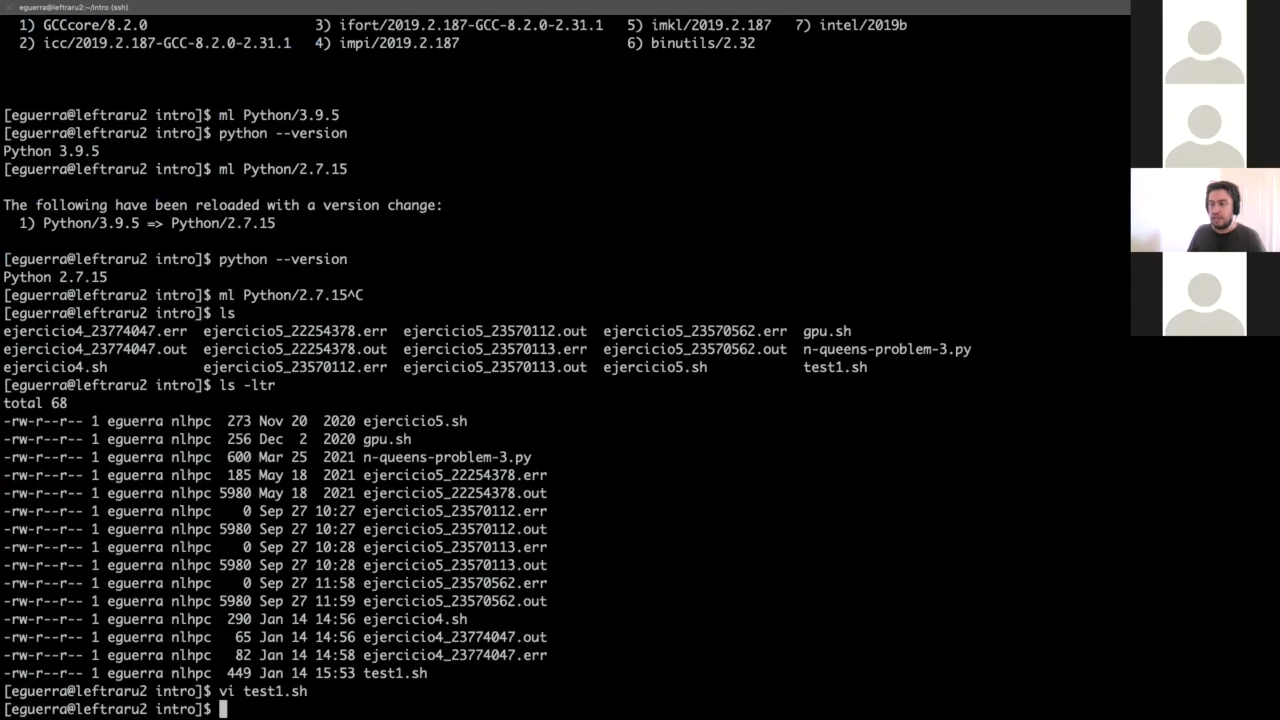 eguerra@leftraru2:~/intro (ssh)
1) GCCcore/8.2.0 3) ifort/2019.2.187-GCC-8.2.0-2.31.1 5) imkl/2019.2.187 7) intel/2019b
2) icc/2019.2.187-GCC-8.2.0-2.31.1 4) impi/2019.2.187 6) binutils/2.32
[eguerra@leftraru2 intro]$ ml Python/3.9.5
[eguerra@leftraru2 intro]$ python --version
Python 3.9.5
[eguerra@leftraru2 intro]$ ml Python/2.7.15
The following have been reloaded with a version change:
1) Python/3.9.5 => Python/2.7.15
[eguerra@leftraru2 intro]$ python --version
Python 2.7.15
[eguerra@leftraru2 intro]$ ml Python/2.7.15^C
[eguerra@leftraru2 intro]$ ls
ejercicio4_23774047.err ejercicio5_22254378.err ejercicio5_23570112.out ejercicio5_23570562.err gpu.sh
ejercicio4_23774047.out ejercicio5_22254378.out ejercicio5_23570113.err ejercicio5_23570562.out n-queens-problem-3.py
ejercicio4.sh ejercicio5_23570112.err ejercicio5_23570113.out ejercicio5.sh test1.sh
[eguerra@leftraru2 intro]$ ls -ltr
total 68
-rw-r--r-- 1 eguerra nlhpc 273 Nov 20 2020 ejercicio5.sh
-rw-r--r-- 1 eguerra nlhpc 256 Dec 2 2020 gpu.sh
-rw-r--r-- 1 eguerra nlhpc 600 Mar 25 2021 n-queens-problem-3.py
-rw-r--r-- 1 eguerra nlhpc 185 May 18 2021 ejercicio5_22254378.err
-rw-r--r-- 1 eguerra nlhpc 5980 May 18 2021 ejercicio5_22254378.out
-rw-r--r-- 1 eguerra nlhpc 0 Sep 27 10:27 ejercicio5_23570112.err
-rw-r--r-- 1 eguerra nlhpc 5980 Sep 27 10:27 ejercicio5_23570112.out
-rw-r--r-- 1 eguerra nlhpc 0 Sep 27 10:28 ejercicio5_23570113.err
-rw-r--r-- 1 eguerra nlhpc 5980 Sep 27 10:28 ejercicio5_23570113.out
-rw-r--r-- 1 eguerra nlhpc 0 Sep 27 11:58 ejercicio5_23570562.err
-rw-r--r-- 1 eguerra nlhpc 5980 Sep 27 11:59 ejercicio5_23570562.out
-rw-r--r-- 1 eguerra nlhpc 290 Jan 14 14:56 ejercicio4.sh
-rw-r--r-- 1 eguerra nlhpc 65 Jan 14 14:56 ejercicio4_23774047.out
-rw-r--r-- 1 eguerra nlhpc 82 Jan 14 14:58 ejercicio4_23774047.err
-rw-r--r-- 1 eguerra nlhpc 449 Jan 14 15:53 test1.sh
[eguerra@leftraru2 intro]$ vi test1.sh
[eguerra@leftraru2 intro]$